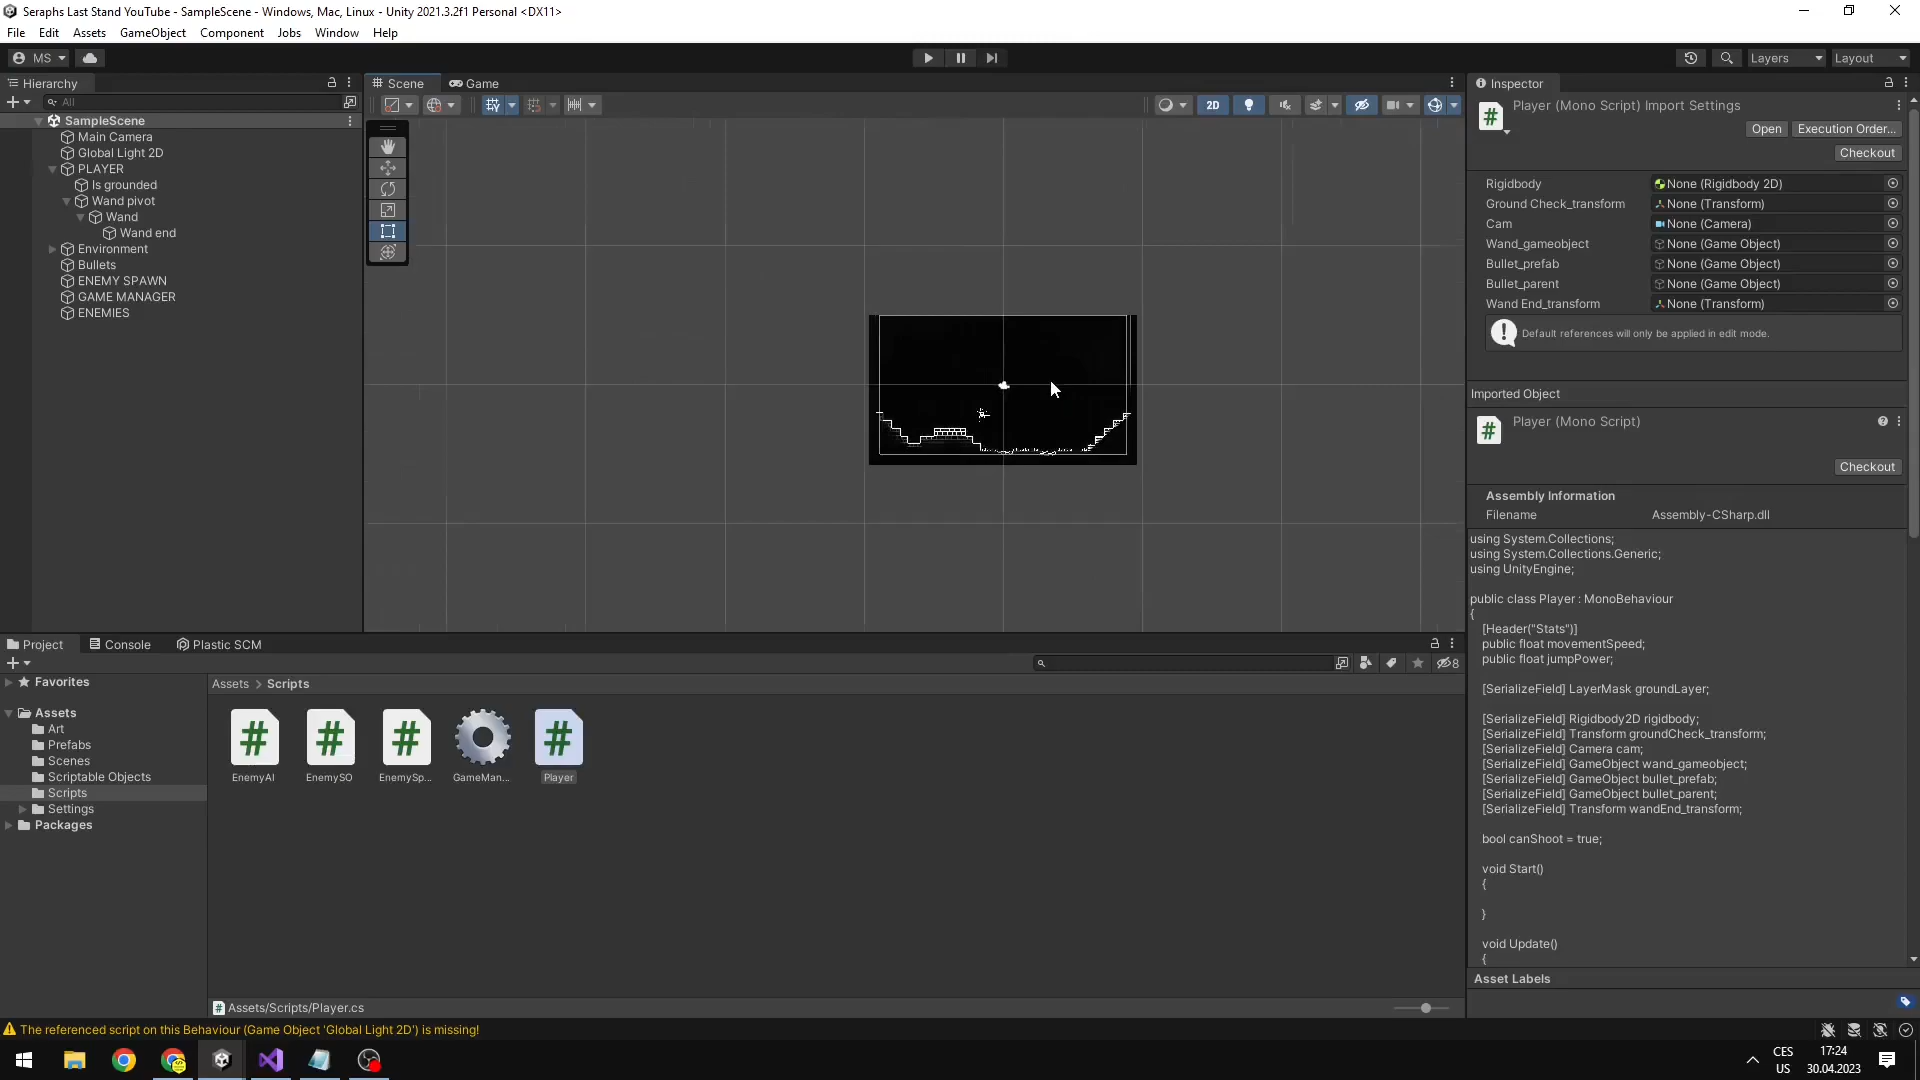 Seraphs Last Stand YouTube - SampleScene - Windows, Mac, Linux - Unity 2021.3.2f1 Personal <DX11>
File Edit Assets GameObject Component Jobs Window Help
MS Layers Layout
Hierarchy
All
SampleScene
Main Camera
Global Light 2D
PLAYER
Is grounded
Wand pivot
Wand
Wand end
Environment
Bullets
ENEMY SPAWN
GAME MANAGER
ENEMIES
Scene Game
2D
Inspector
Player (Mono Script) Import Settings
Open Execution Order...
Checkout
Rigidbody None (Rigidbody 2D)
Ground Check_transform None (Transform)
Cam None (Camera)
Wand_gameobject None (Game Object)
Bullet_prefab None (Game Object)
Bullet_parent None (Game Object)
Wand End_transform None (Transform)
Default references will only be applied in edit mode.
Imported Object
Player (Mono Script)
Checkout
Assembly Information
Filename Assembly-CSharp.dll
using System.Collections;
using System.Collections.Generic;
using UnityEngine;
public class Player : MonoBehaviour
{
[Header("Stats")]
public float movementSpeed;
public float jumpPower;
[SerializeField] LayerMask groundLayer;
[SerializeField] Rigidbody2D rigidbody;
[SerializeField] Transform groundCheck_transform;
[SerializeField] Camera cam;
[SerializeField] GameObject wand_gameobject;
[SerializeField] GameObject bullet_prefab;
[SerializeField] GameObject bullet_parent;
[SerializeField] Transform wandEnd_transform;
bool canShoot = true;
void Start()
{
}
void Update()
{
Asset Labels
Project Console Plastic SCM
8
Favorites
Assets
Art
Prefabs
Scenes
Scriptable Objects
Scripts
Settings
Packages
Assets > Scripts
EnemyAI EnemySO EnemySp... GameMan... Player
Assets/Scripts/Player.cs
The referenced script on this Behaviour (Game Object 'Global Light 2D') is missing!
CES
US
17:24
30.04.2023